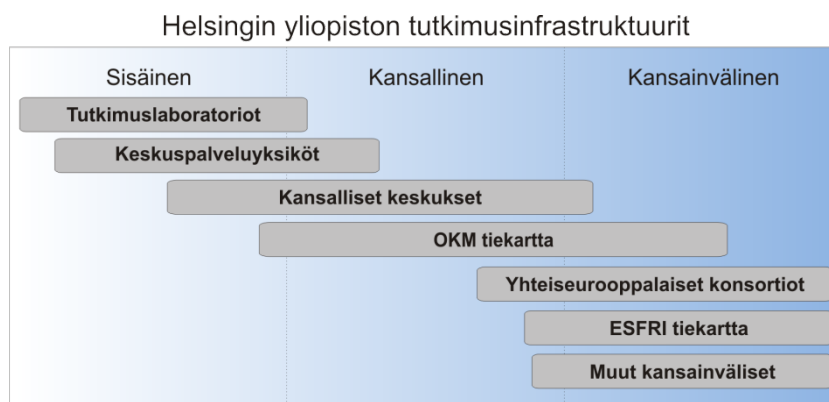 Helsingin yliopiston tutkimusinfrastruktuurit
Sisäinen Kansallinen Kansainvälinen
Tutkimuslaboratoriot
Keskuspalveluyksiköt
Kansalliset keskukset
OKM tiekartta
Yhteiseurooppalaiset konsortiot
ESFRI tiekartta
Muut kansainväliset